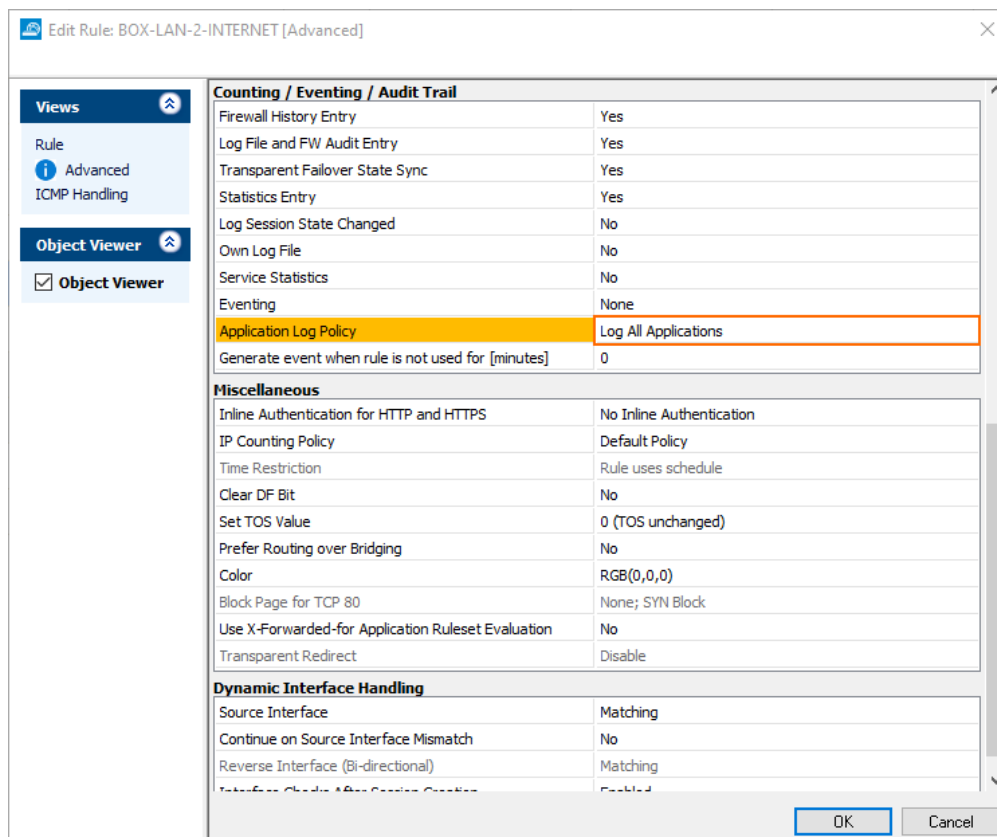 Edit Rule: BOX-LAN-2-INTERNET [Advanced]
Views
Rule
Advanced
ICMP Handling
Object Viewer
Object Viewer
Counting / Eventing / Audit Trail
Firewall History Entry Yes
Log File and FW Audit Entry Yes
Transparent Failover State Sync Yes
Statistics Entry Yes
Log Session State Changed No
Own Log File No
Service Statistics No
Eventing None
Application Log Policy Log All Applications
Generate event when rule is not used for [minutes] 0
Miscellaneous
Inline Authentication for HTTP and HTTPS No Inline Authentication
IP Counting Policy Default Policy
Time Restriction Rule uses schedule
Clear DF Bit No
Set TOS Value 0 (TOS unchanged)
Prefer Routing over Bridging No
Color RGB(0,0,0)
Block Page for TCP 80 None; SYN Block
Use X-Forwarded-for Application Ruleset Evaluation No
Transparent Redirect Disable
Dynamic Interface Handling
Source Interface Matching
Continue on Source Interface Mismatch No
Reverse Interface (Bi-directional) Matching
Interface Checks After Session Creation Enabled
OK Cancel